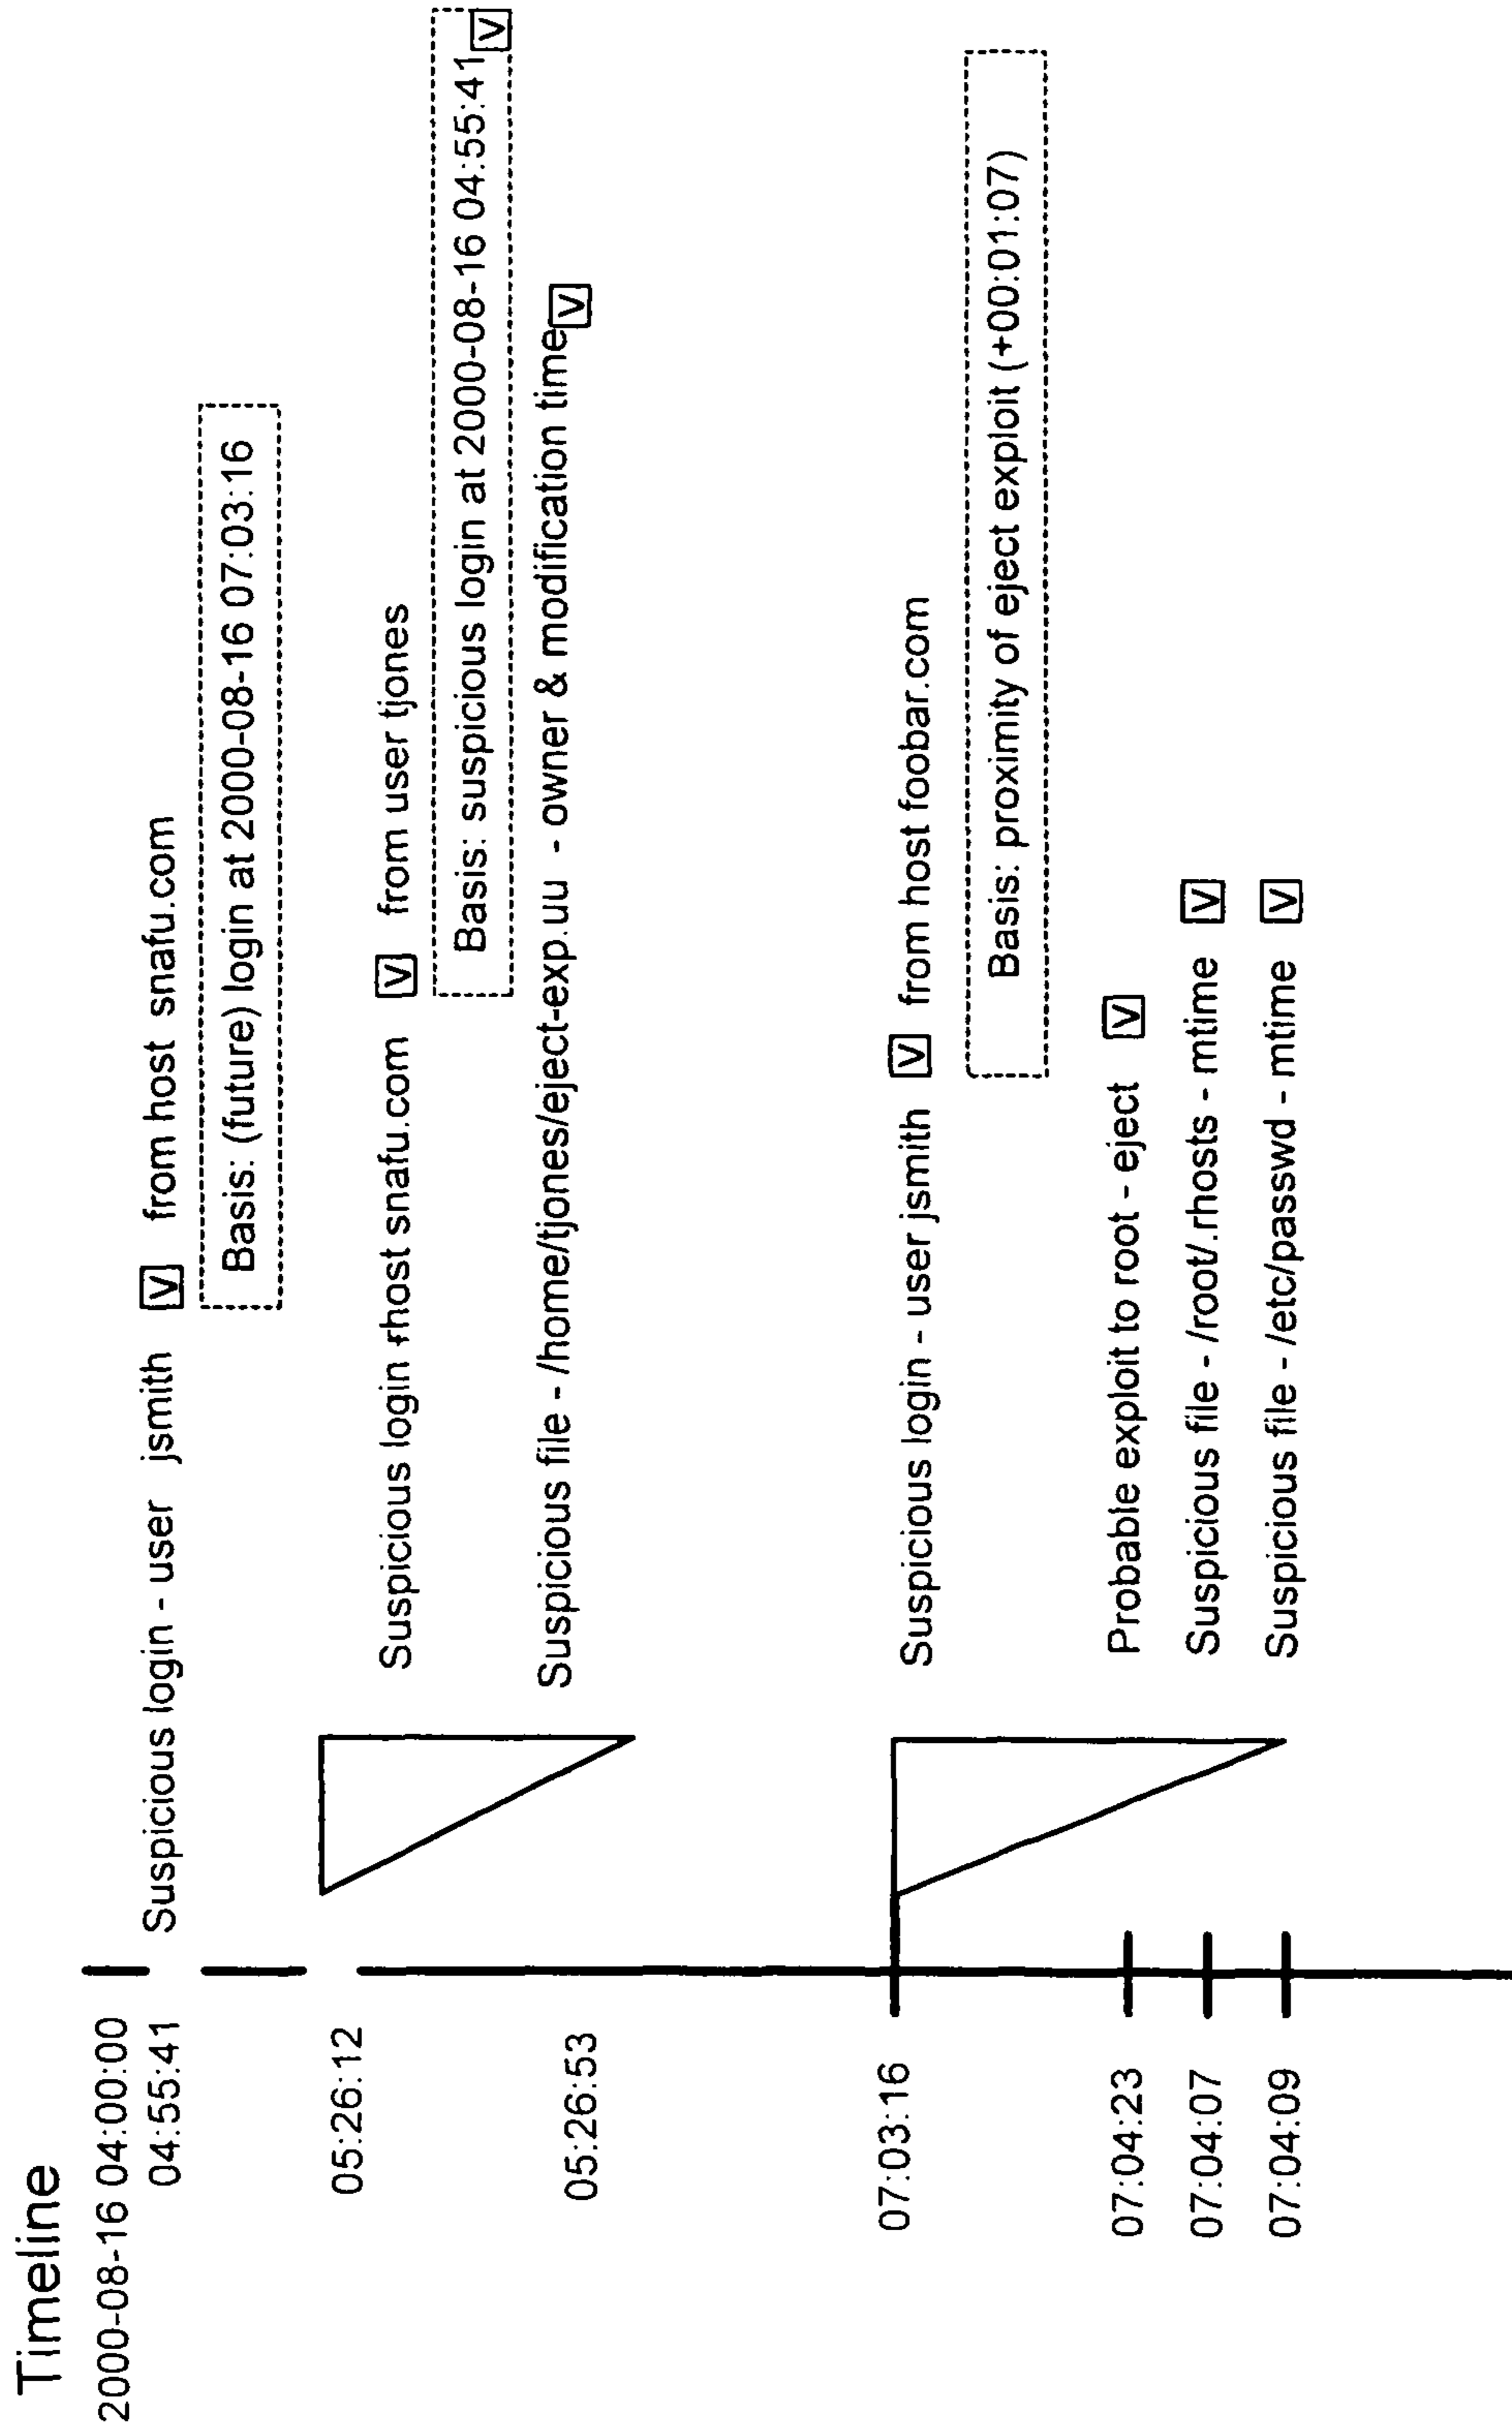 Timeline
2000-08-16 04:00:00
04:55:41 Suspicious login - user jsmith V from host snafu.com
Basis: (future) login at 2000-08-16 07:03:16
05:26:12 Suspicious login rhost snafu.com V from user tjones
Basis: suspicious login at 2000-08-16 04:55:41 V
05:26:53 Suspicious file - /home/tjones/eject-exp.uu - owner & modification time V
07:03:16 Suspicious login - user jsmith V from host foobar.com
Basis: proximity of eject exploit (+00:01:07)
07:04:23 Probable exploit to root - eject V
07:04:07 Suspicious file - /root/.rhosts - mtime V
07:04:09 Suspicious file - /etc/passwd - mtime V